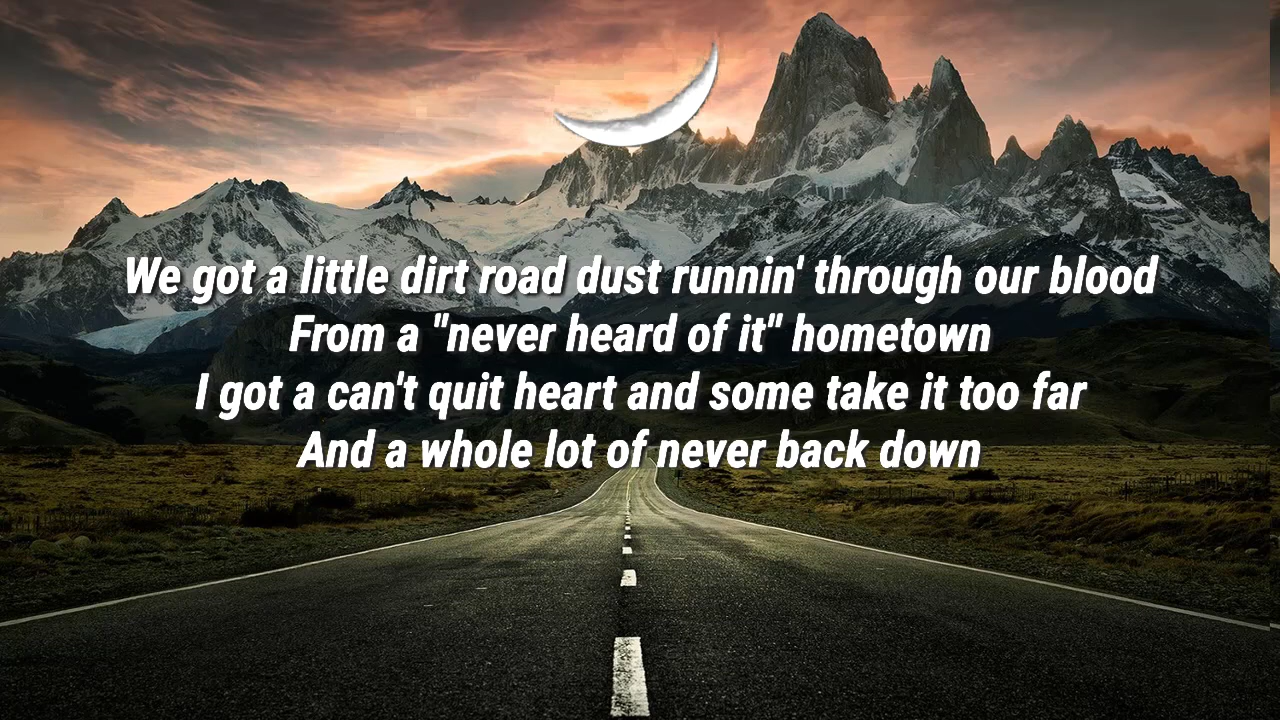 We got a little dirt road dust runnin' through our blood
From a "never heard of it" hometown
I got a can't quit heart and some take it too far
And a whole lot of never back down